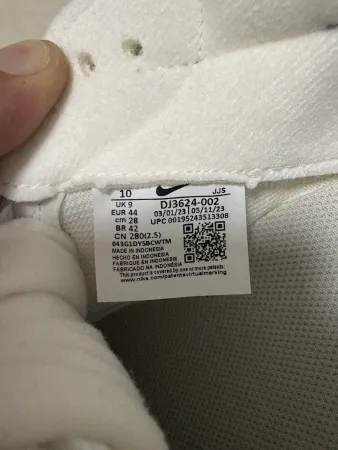 10 JJS
UK 9 DJ3624-002
EUR 44 03/01/23 05/11/23
cm 28 UPC 00195243513308
BR 42
CN 280(2.5)
043G1DYSBCWTM
MADE IN INDONESIA
HECHO EN INDONESIA
FABRIQUE EN INDONESIE
FABRICADO NA INDONESIA
This product is covered by one or more patents.
www.nike.com/patentsvirtualmarking